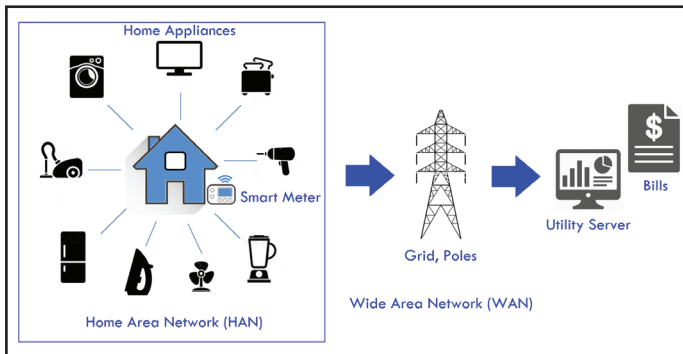 Home Appliances
Smart Meter
Home Area Network (HAN)
Grid, Poles
Wide Area Network (WAN)
$
Bills
Utility Server